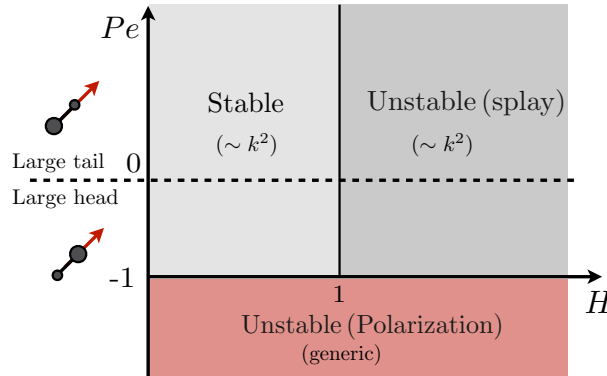 Pe
Stable
Unstable (splay)
(∼ k²)
(∼ k²)
Large tail
0
Large head
-1
1
H
Unstable (Polarization)
(generic)